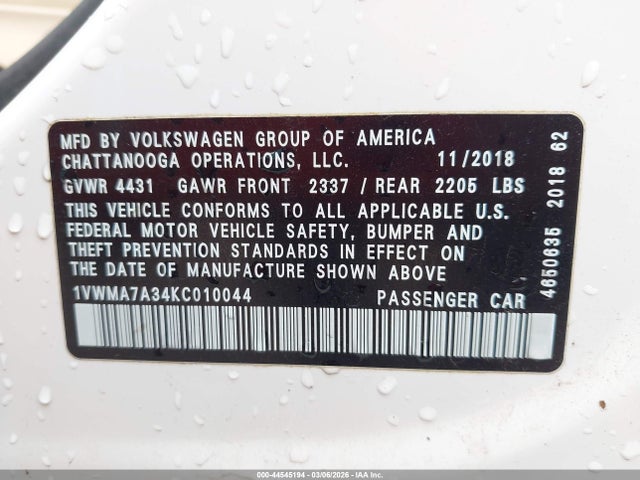 MFD BY VOLKSWAGEN GROUP OF AMERICA
CHATTANOOGA OPERATIONS, LLC. 11/2018
GVWR 4431 GAWR FRONT 2337 / REAR 2205 LBS
THIS VEHICLE CONFORMS TO ALL APPLICABLE U.S.
FEDERAL MOTOR VEHICLE SAFETY, BUMPER AND
THEFT PREVENTION STANDARDS IN EFFECT ON
THE DATE OF MANUFACTURE SHOWN ABOVE.
1VWMA7A34KC010044 PASSENGER CAR
4650635 2018 62
000-44545194 - 03/06/2026 - © IAA Holdings, LLC